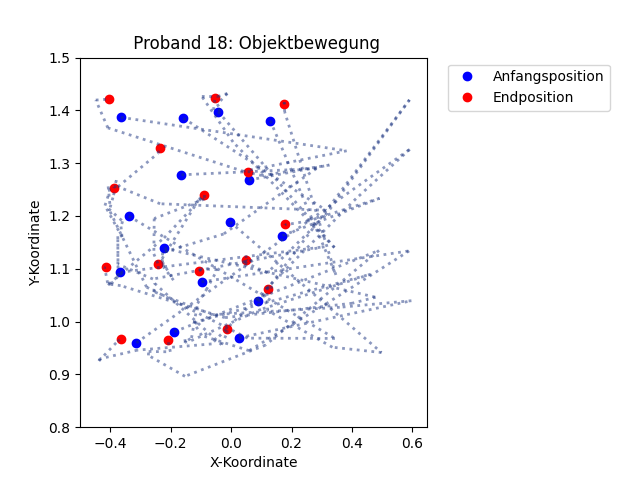 Proband 18: Objektbewegung
1.5
1.4
1.3
1.2
1.1
1.0
0.9
0.8
Y-Koordinate
−0.4
−0.2
0.0
0.2
0.4
0.6
X-Koordinate
Anfangsposition
Endposition